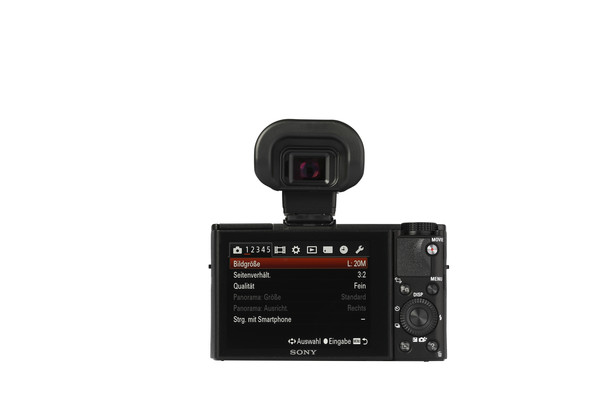 1 2 3 4 5
Bildgröße L: 20M
Seitenverhält. 3:2
Qualität Fein
Panorama: Größe Standard
Panorama: Ausricht. Rechts
Strg. mit Smartphone --
Auswahl Eingabe
SONY
MOVIE
MENU
Fn
DISP